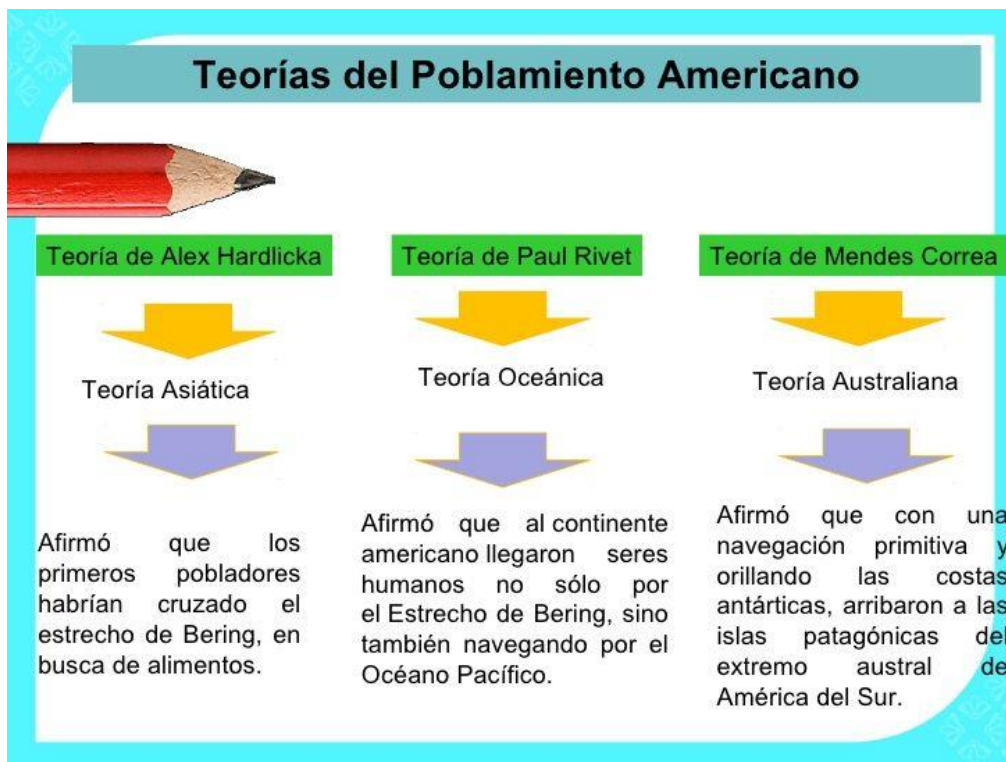 Teorías del Poblamiento Americano
Teoría de Alex Hardlicka
Teoría Asiática
Afirmó que los
primeros pobladores
habrían cruzado el
estrecho de Bering, en
busca de alimentos.
Teoría de Paul Rivet
Teoría Oceánica
Afirmó que al continente
americano llegaron seres
humanos no sólo por
el Estrecho de Bering, sino
también navegando por el
Océano Pacífico.
Teoría de Mendes Correa
Teoría Australiana
Afirmó que con una
navegación primitiva y
orillando las costas
antárticas, arribaron a las
islas patagónicas del
extremo austral de
América del Sur.